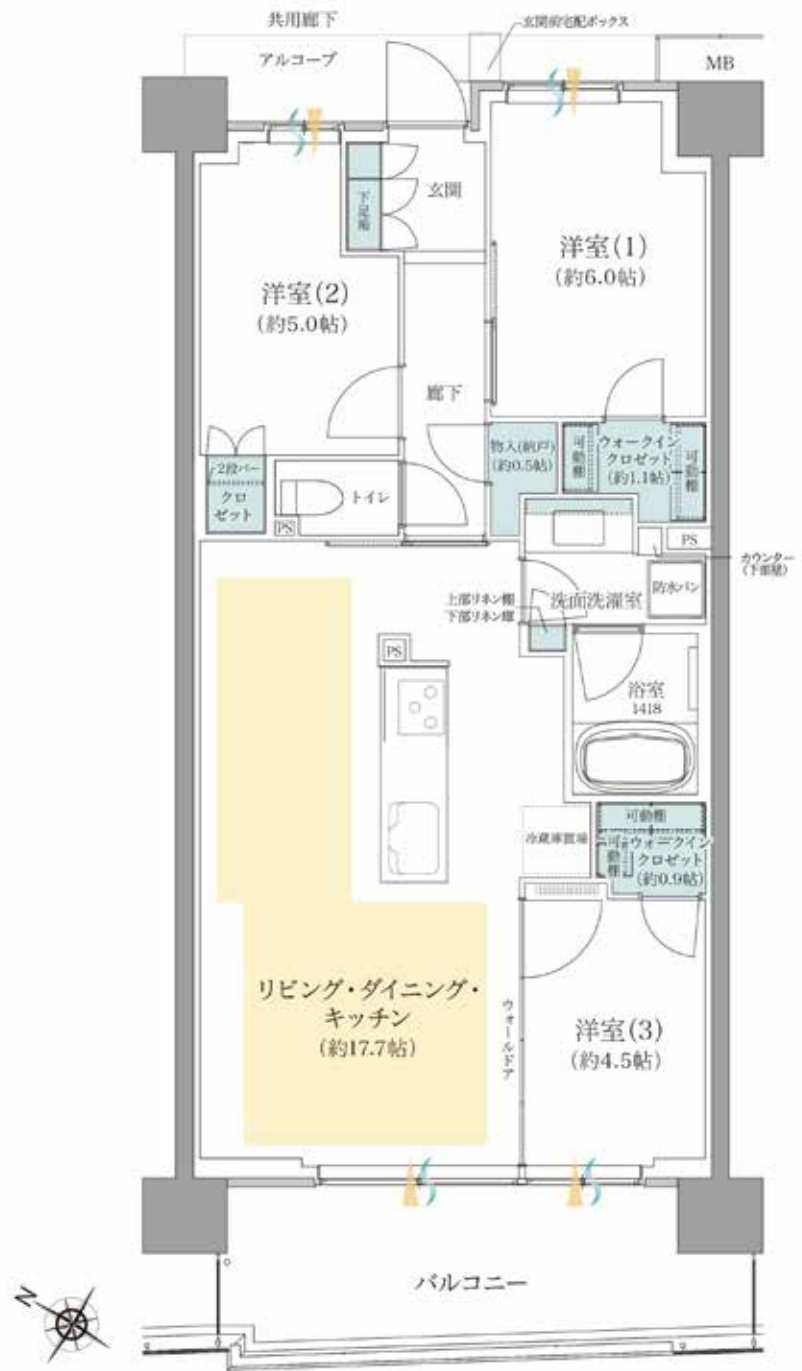 共用廊下
玄関前宅配ボックス
アルコーブ
MB
玄関
下足箱
洋室(1)
(約6.0帖)
洋室(2)
(約5.0帖)
廊下
物入(納戸)
(約0.5帖)
可動棚
ウォークイン
クロゼット
(約1.1帖)
可動棚
2段バー
クロ
ゼット
トイレ
PS
PS
カウンター
(下部屋)
防水パン
洗面洗濯室
上部リネン棚
下部リネン庫
PS
浴室
1418
冷蔵庫置場
可動棚
可動棚
ウォークイン
クロゼット
(約0.9帖)
リビング・ダイニング・
キッチン
(約17.7帖)
ウォールドア
洋室(3)
(約4.5帖)
バルコニー
N